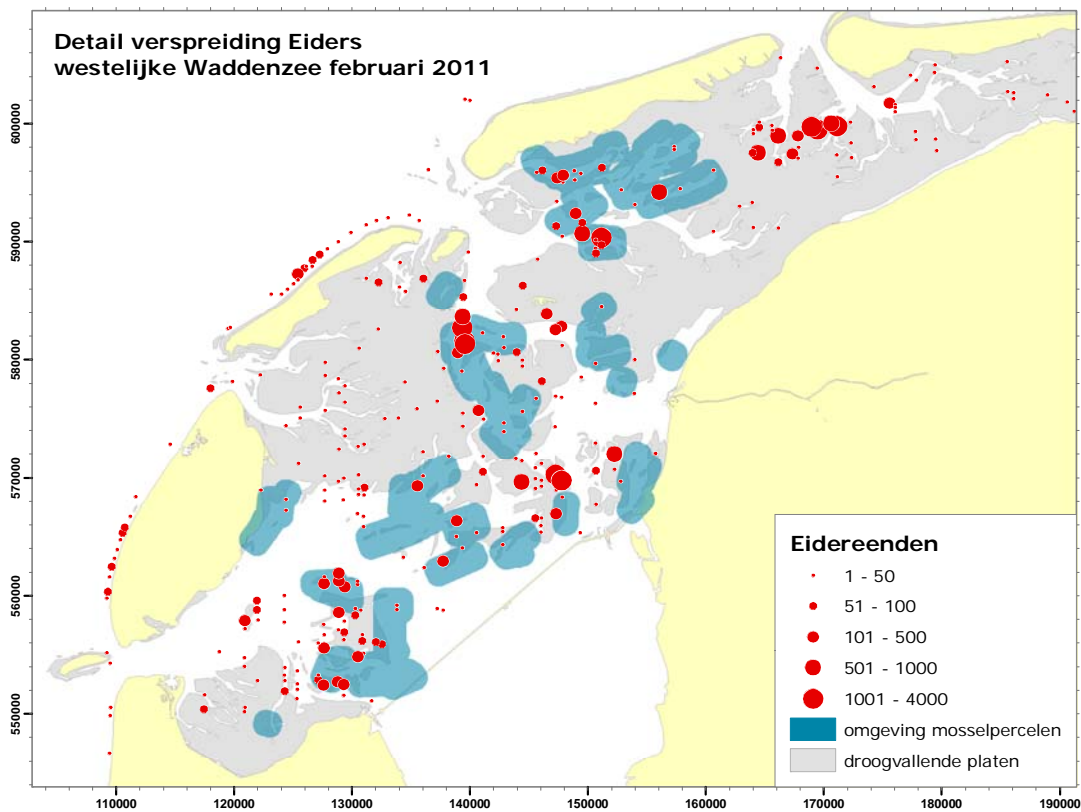 Detail verspreiding Eiders
westelijke Waddenzee februari 2011
600000
590000
580000
570000
560000
550000
Eidereenden
1 - 50
51 - 100
101 - 500
501 - 1000
1001 - 4000
omgeving mosselpercelen
droogvallende platen
110000 120000 130000 140000 150000 160000 170000 180000 190000